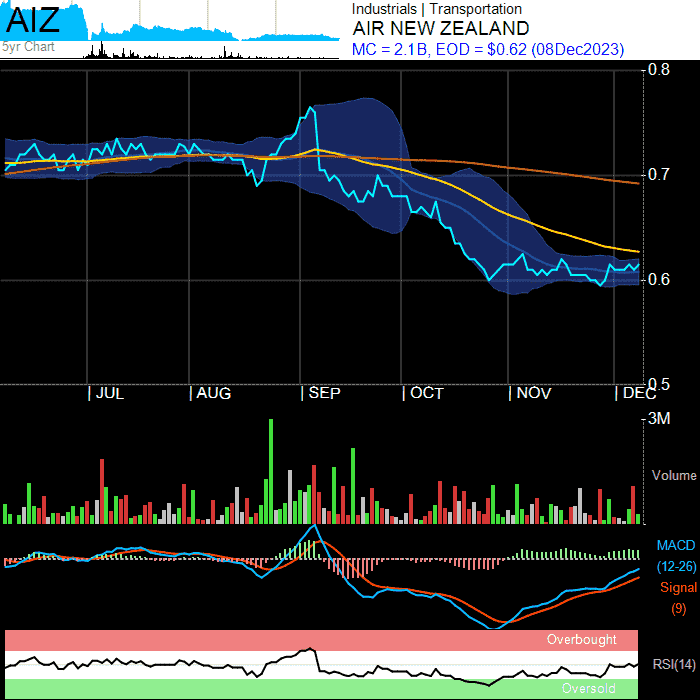 AIZ
5yr Chart
Industrials | Transportation
AIR NEW ZEALAND
MC = 2.1B, EOD = $0.62 (08Dec2023)
0.8
0.7
0.6
0.5
| JUL | AUG | SEP | OCT | NOV | DEC
3M
Volume
MACD
(12-26)
Signal
(9)
Overbought
RSI(14)
Oversold